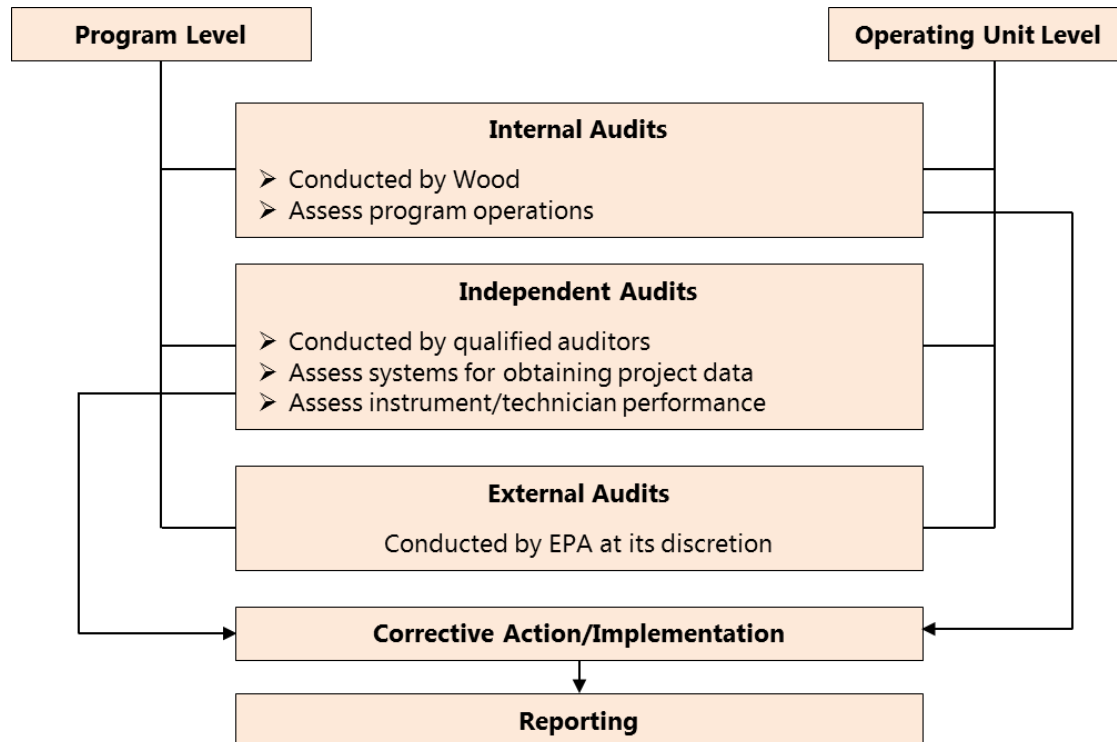 Program Level
Operating Unit Level
Internal Audits
➢ Conducted by Wood
➢ Assess program operations
Independent Audits
➢ Conducted by qualified auditors
➢ Assess systems for obtaining project data
➢ Assess instrument/technician performance
External Audits
Conducted by EPA at its discretion
Corrective Action/Implementation
Reporting